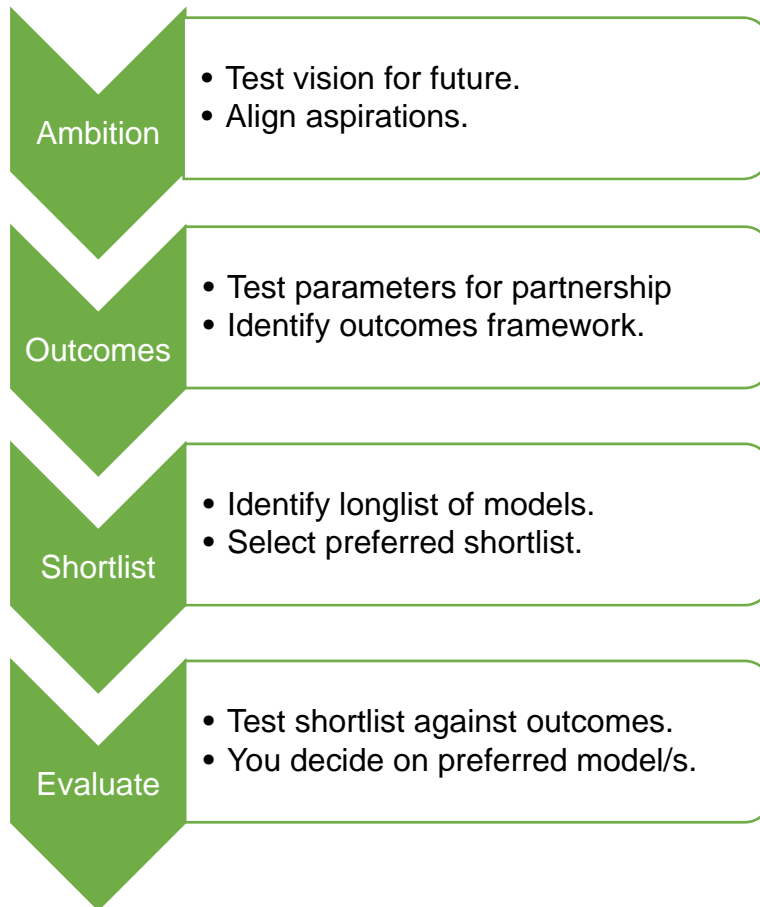 Ambition
• Test vision for future.
• Align aspirations.
Outcomes
• Test parameters for partnership
• Identify outcomes framework.
Shortlist
• Identify longlist of models.
• Select preferred shortlist.
Evaluate
• Test shortlist against outcomes.
• You decide on preferred model/s.